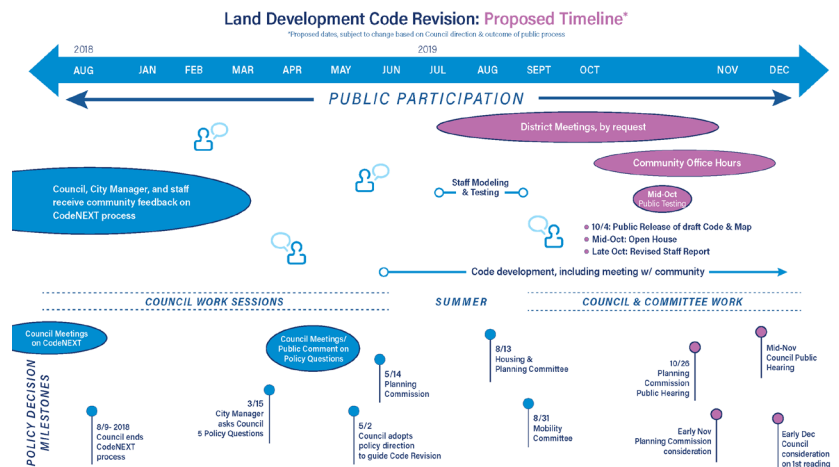 Land Development Code Revision: Proposed Timeline*
*Proposed dates, subject to change based on Council direction & outcome of public process
2018
2019
AUG JAN FEB MAR APR MAY JUN JUL AUG SEPT OCT NOV DEC
PUBLIC PARTICIPATION
District Meetings, by request
Community Office Hours
Council, City Manager, and staff
receive community feedback on
CodeNEXT process
Staff Modeling
& Testing
Mid-Oct
Public Testing
10/4: Public Release of draft Code & Map
Mid-Oct: Open House
Late Oct: Revised Staff Report
Code development, including meeting w/ community
COUNCIL WORK SESSIONS
SUMMER
COUNCIL & COMMITTEE WORK
POLICY DECISION
MILESTONES
Council Meetings
on CodeNEXT
8/9- 2018
Council ends
CodeNEXT
process
3/15
City Manager
asks Council
5 Policy Questions
Council Meetings/
Public Comment on
Policy Questions
5/2
Council adopts
policy direction
to guide Code Revision
5/14
Planning
Commission
8/13
Housing &
Planning Committee
8/31
Mobility
Committee
10/26
Planning
Commission
Public Hearing
Early Nov
Planning Commission
consideration
Mid-Nov
Council Public
Hearing
Early Dec
Council
consideration
on 1st reading